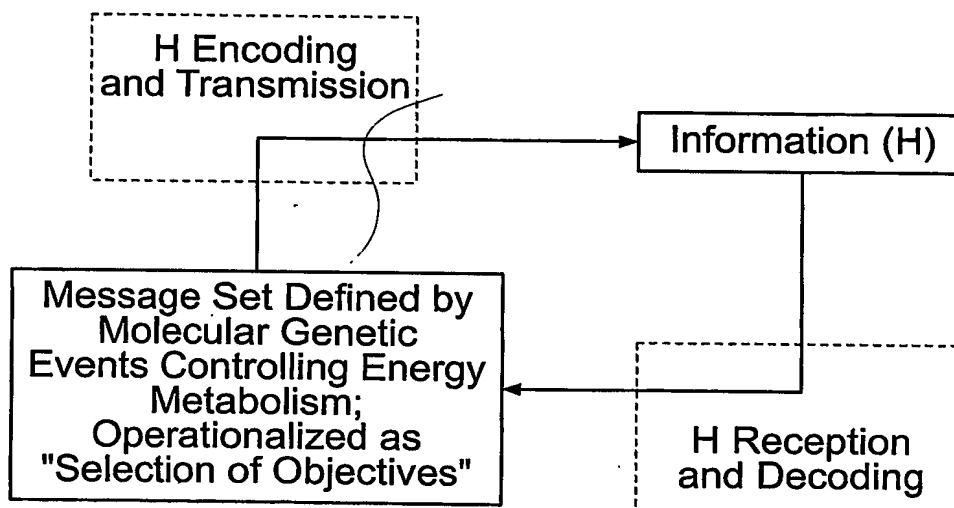 H Encoding
and Transmission
Information (H)
Message Set Defined by
Molecular Genetic
Events Controlling Energy
Metabolism;
Operationalized as
"Selection of Objectives"
H Reception
and Decoding